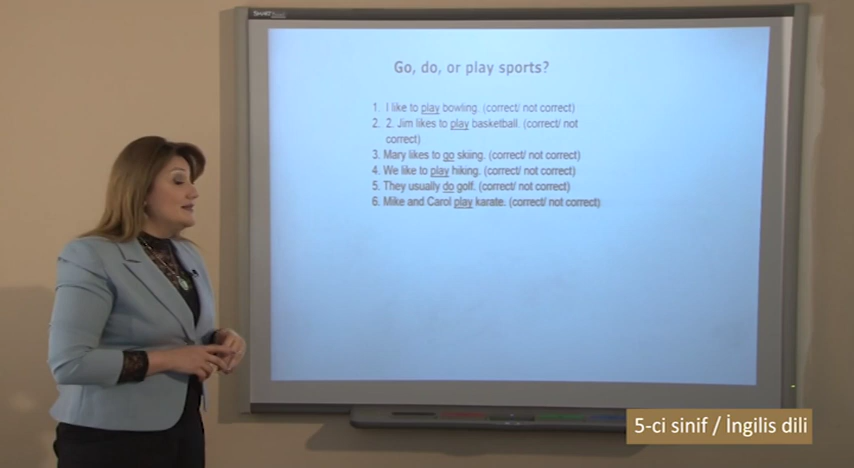 SMART Board
Go, do, or play sports?
1. I like to play bowling. (correct/ not correct)
2. 2. Jim likes to play basketball. (correct/ not
correct)
3. Mary likes to go skiing. (correct/ not correct)
4. We like to play hiking. (correct/ not correct)
5. They usually do golf. (correct/ not correct)
6. Mike and Carol play karate. (correct/ not correct)
5-ci sinif / İngilis dili